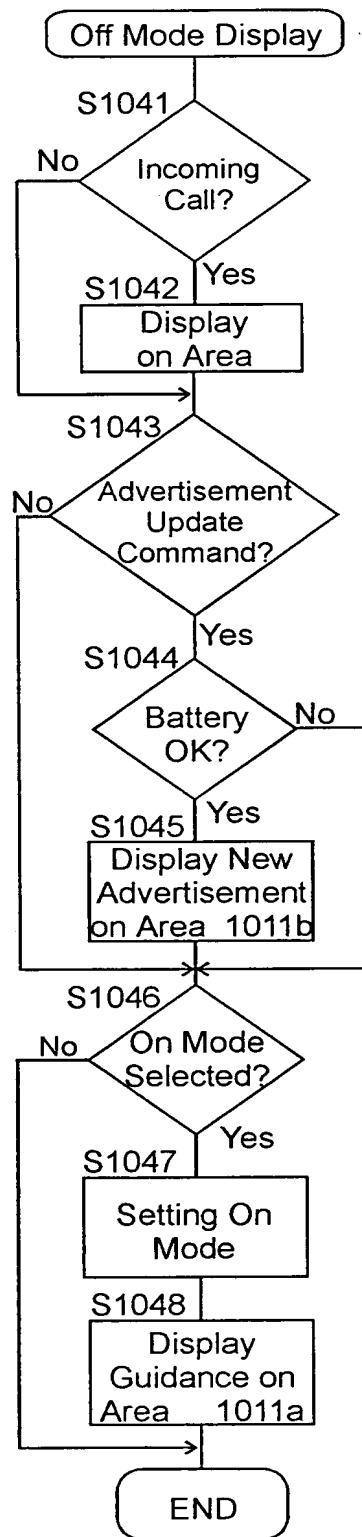 Off Mode Display
S1041
No
Incoming
Call?
Yes
S1042
Display
on Area
S1043
No
Advertisement
Update
Command?
Yes
S1044
Battery
OK?
No
Yes
S1045
Display New
Advertisement
on Area 1011b
S1046
No
On Mode
Selected?
Yes
S1047
Setting On
Mode
S1048
Display
Guidance on
Area 1011a
END